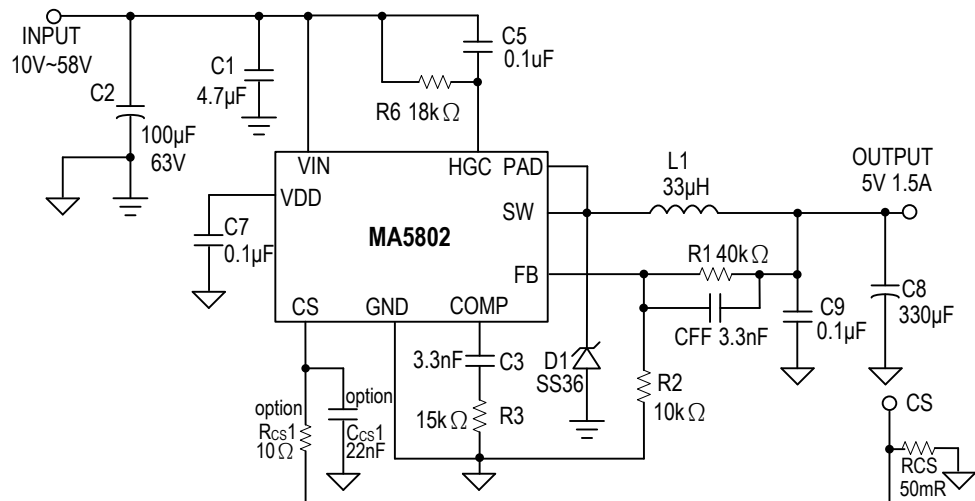 INPUT
10V~58V
C2
100µF
63V
C1
4.7µF
C5
0.1uF
R6 18kΩ
VIN
HGC
PAD
VDD
SW
MA5802
FB
CS
GND
COMP
C7
0.1µF
L1
33µH
OUTPUT
5V 1.5A
R1 40kΩ
CFF 3.3nF
C9
0.1µF
C8
330µF
3.3nF
C3
15kΩ
R3
D1
SS36
R2
10kΩ
option
RCS1
10Ω
option
CCS1
22nF
CS
RCS
50mR